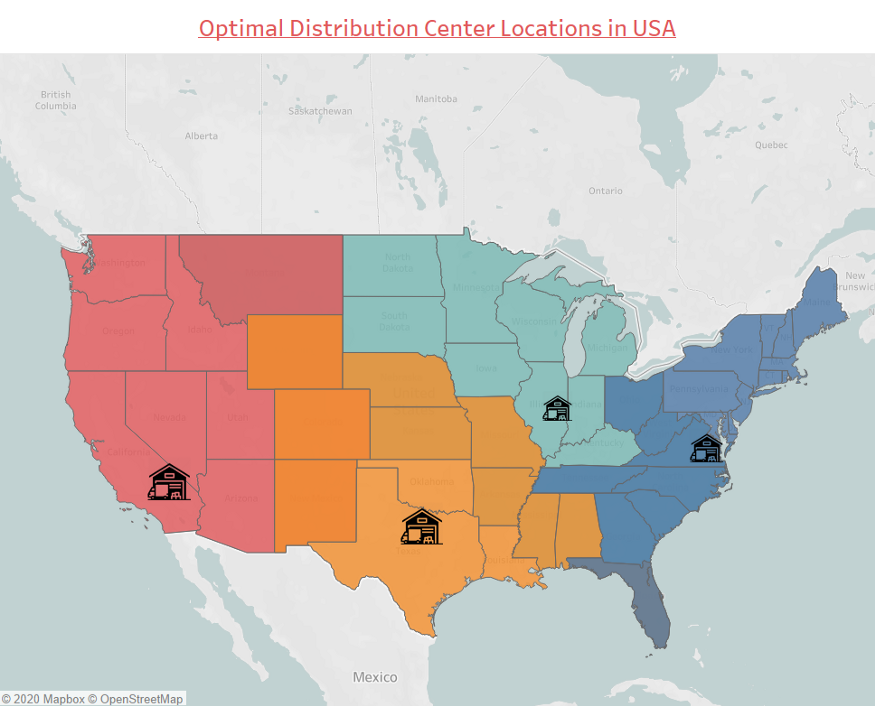 Optimal Distribution Center Locations in USA
British
Columbia
Alberta
Saskatchewan
Manitoba
Ontario
Quebec
New
Brunswick
Washington
Oregon
Idaho
North
Dakota
South
Dakota
Minnesota
Wisconsin
Michigan
Iowa
New York
Maine
Pennsylvania
Nevada
Utah
California
Arizona
Oklahoma
Texas
Indiana
Kentucky
Mexico
© 2020 Mapbox © OpenStreetMap